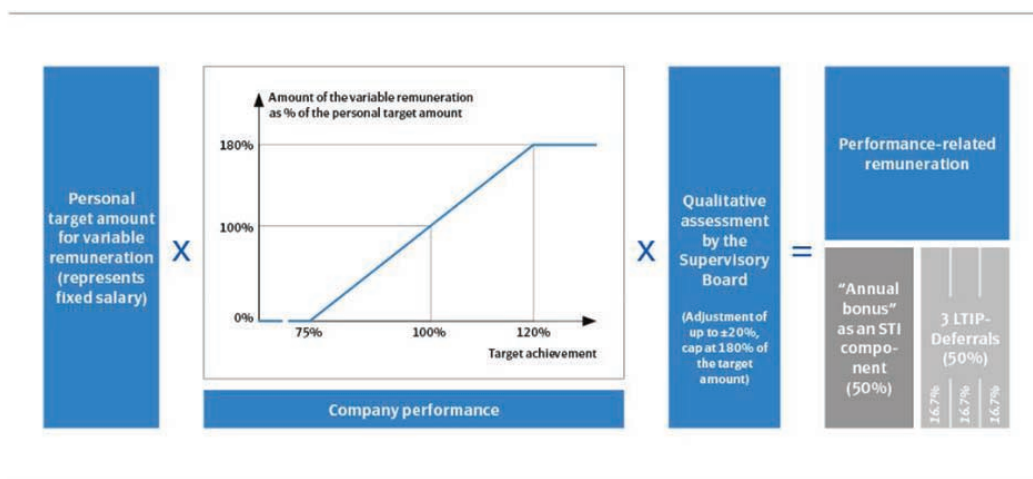 Personal
target amount
for variable
remuneration
(represents
fixed salary)
X
Amount of the variable remuneration
as % of the personal target amount
180%
100%
0%
75%
100%
120%
Target achievement
Company performance
X
Qualitative
assessment
by the
Supervisory
Board
(Adjustment of
up to ±20%,
cap at 180% of
the target
amount)
=
Performance-related
remuneration
“Annual
bonus”
as an STI
compo-
nent
(50%)
3 LTIP-
Deferrals
(50%)
16.7%
16.7%
16.7%